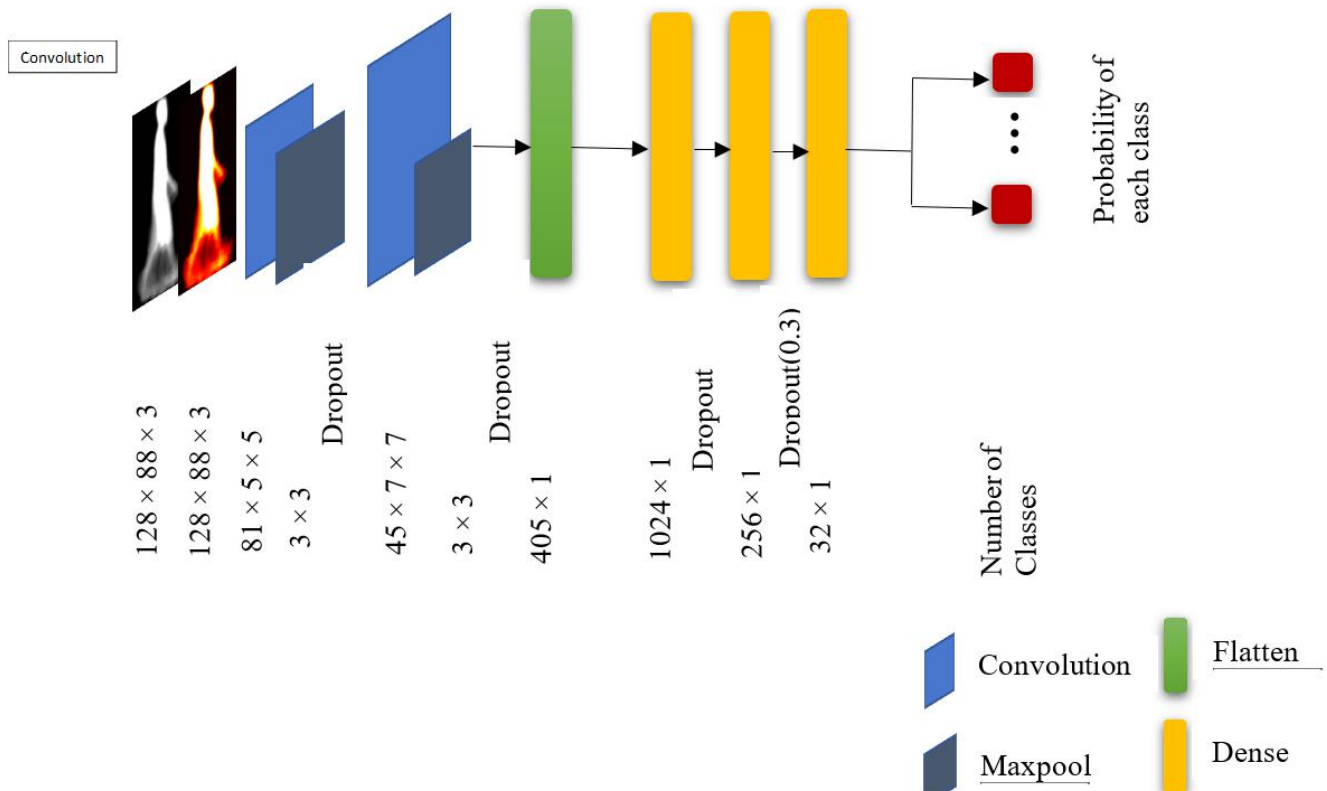 Convolution
Probability of
each class
128 × 88 × 3
128 × 88 × 3
81 × 5 × 5
3 × 3
Dropout
45 × 7 × 7
3 × 3
Dropout
405 × 1
1024 × 1
Dropout
256 × 1
Dropout(0.3)
32 × 1
Number of
Classes
Convolution
Flatten
Maxpool
Dense